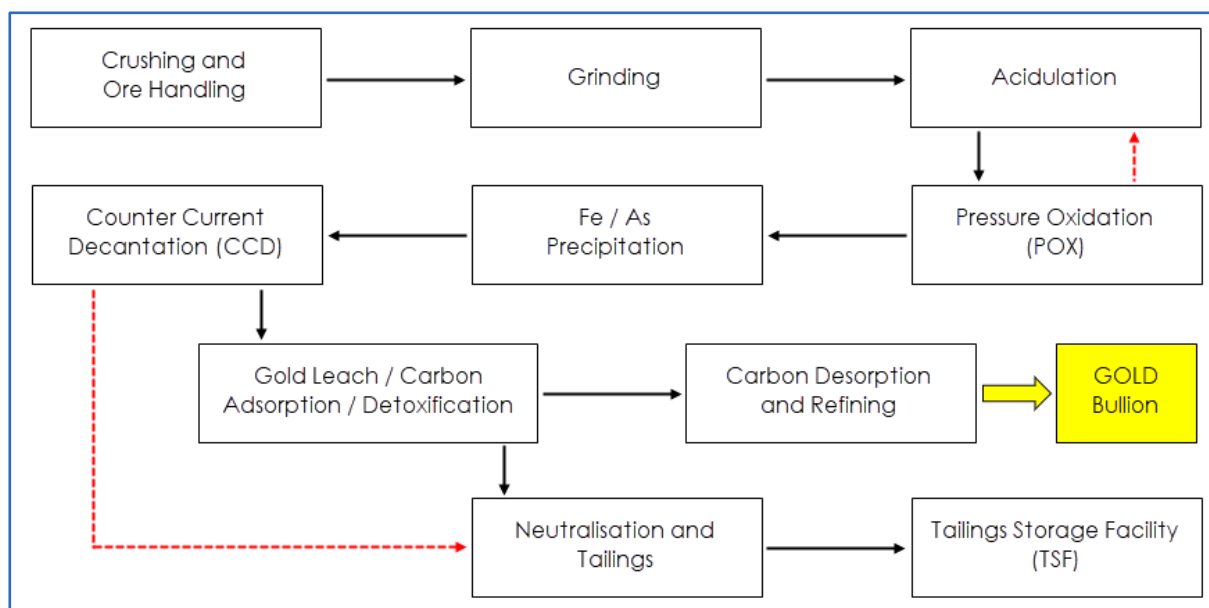 Crushing and
Ore Handling
Grinding
Acidulation
Counter Current
Decantation (CCD)
Fe / As
Precipitation
Pressure Oxidation
(POX)
Gold Leach / Carbon
Adsorption / Detoxification
Carbon Desorption
and Refining
GOLD
Bullion
Neutralisation and
Tailings
Tailings Storage Facility
(TSF)